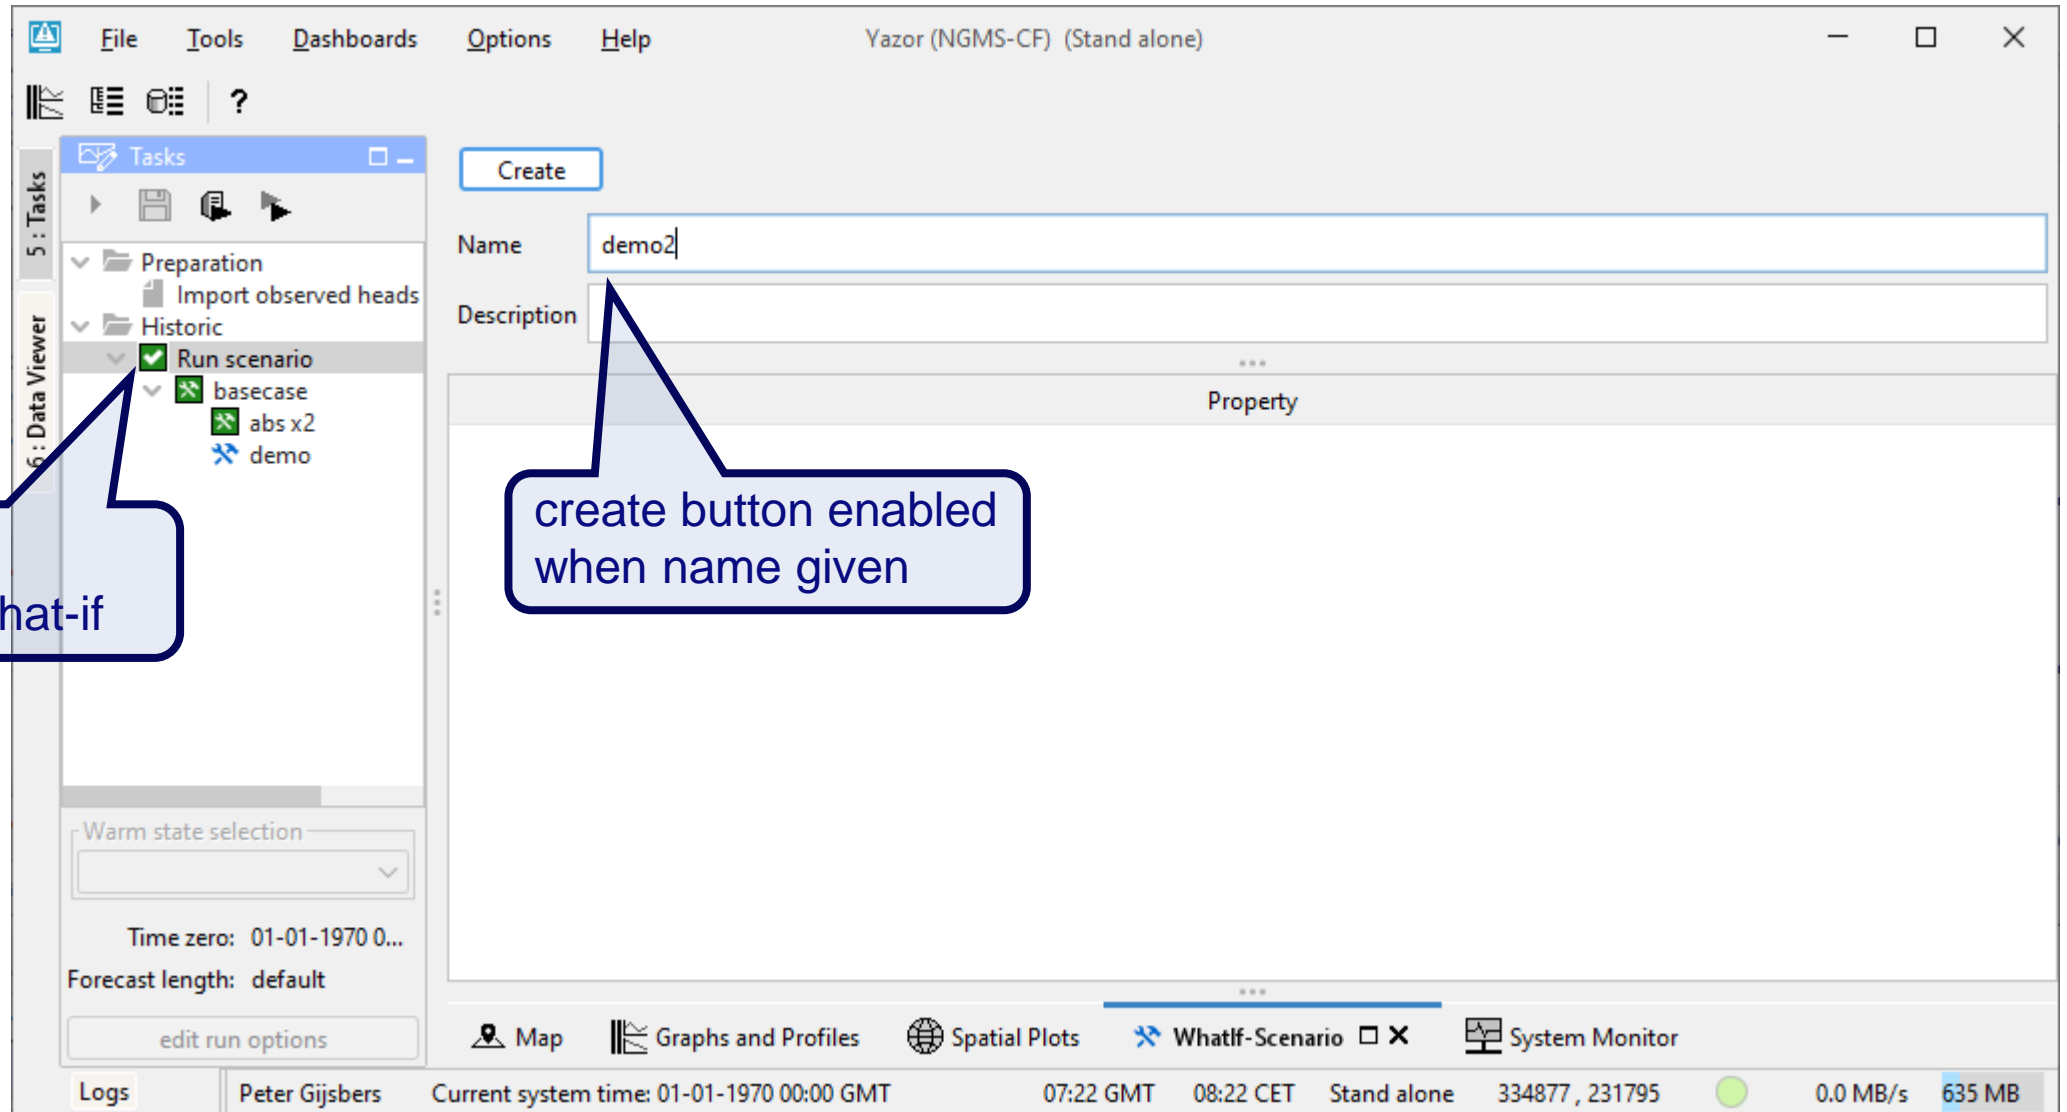 File Tools Dashboards Options Help Yazor (NGMS-CF) (Stand alone)
?
5 : Tasks
6 : Data Viewer
Tasks
Preparation
Import observed heads
Historic
Run scenario
basecase
abs x2
demo
hat-if
Warm state selection
Time zero: 01-01-1970 0...
Forecast length: default
edit run options
Create
Name demo2
Description
Property
create button enabled
when name given
Map Graphs and Profiles Spatial Plots WhatIf-Scenario System Monitor
Logs Peter Gijsbers Current system time: 01-01-1970 00:00 GMT 07:22 GMT 08:22 CET Stand alone 334877 , 231795 0.0 MB/s 635 MB